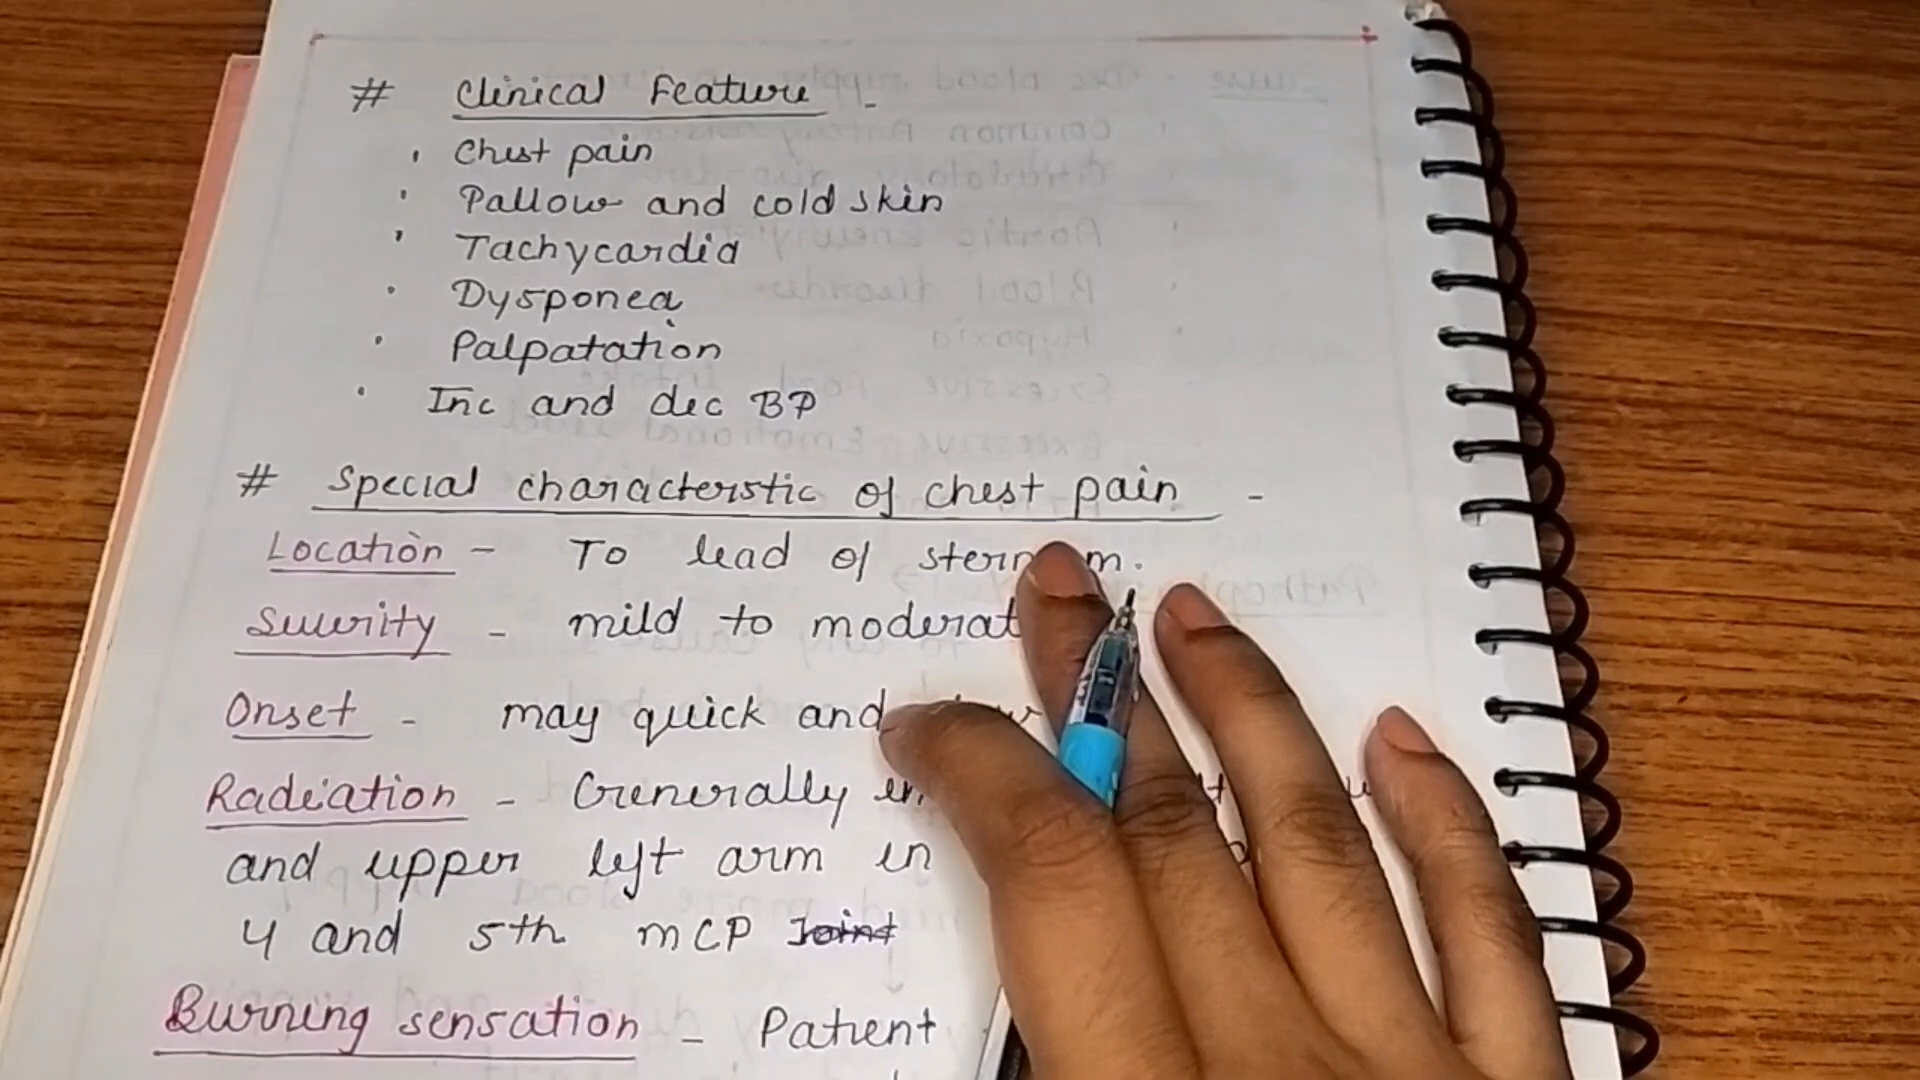 # Clinical Feature -
Chest pain
Pallow and cold skin
Tachycardia
Dysponea
Palpatation
Inc and dec BP
# Special characterstic of chest pain -
Location - To lead of
Severity - mild to
Onset - may quick and
Radiation - Generally
and upper left arm in
4 and 5th MCP Joint
Burning sensation - Patient